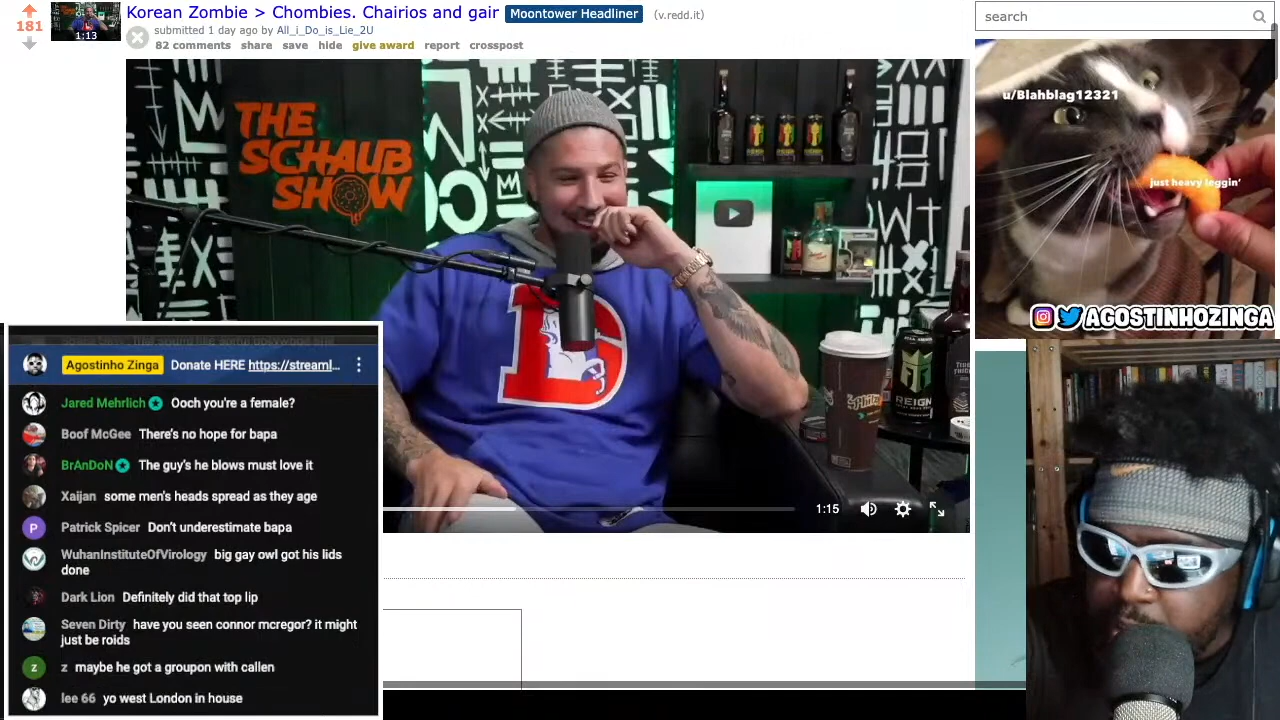 181
1:13
Korean Zombie > Chombies. Chairios and gair Moontower Headliner (v.redd.it)
submitted 1 day ago by All_i_Do_is_Lie_2U
82 comments share save hide give award report crosspost
search
THE
SCHAUB
SHOW
REIGN
1:15
u/Blahblag12321
just heavy leggin'
AGOSTINHOZINGA
Agostinho Zinga Donate HERE https://streaml...
Jared Mehrlich Ooch you're a female?
Boof McGee There's no hope for bapa
BrAnDoN The guy's he blows must love it
Xaijan some men's heads spread as they age
P Patrick Spicer Don't underestimate bapa
WuhanInstituteOfVirology big gay owl got his lids
done
Dark Lion Definitely did that top lip
Seven Dirty have you seen connor mcregor? it might
just be roids
z z maybe he got a groupon with callen
lee 66 yo west London in house